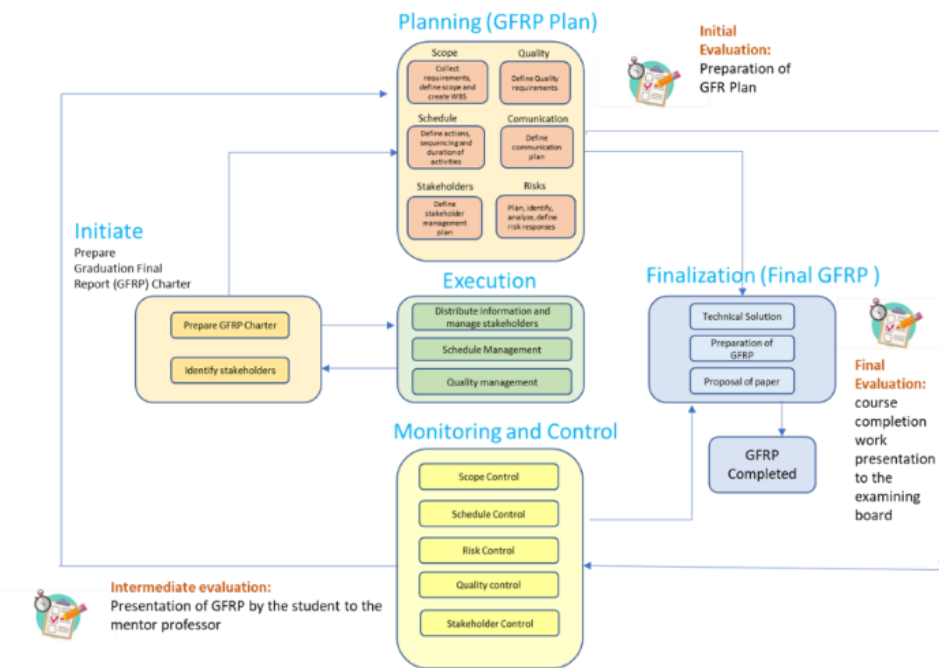 Planning (GFRP Plan)
Scope
Collect
requirements,
define scope and
create WBS
Quality
Define Quality
requirements
Schedule
Define actions,
sequencing and
duration of
activities
Comunication
Define
communication
plan
Stakeholders
Define
stakeholder
management
plan
Risks
Plan, identify,
analyze, define
risk responses
Initial
Evaluation:
Preparation of
GFR Plan
Initiate
Prepare
Graduation Final
Report (GFRP) Charter
Prepare GFRP Charter
Identify stakeholders
Execution
Distribute information and
manage stakeholders
Schedule Management
Quality management
Finalization (Final GFRP )
Technical Solution
Preparation of
GFRP
Proposal of paper
GFRP
Completed
Final
Evaluation:
course
completion
work
presentation
to the
examining
board
Monitoring and Control
Scope Control
Schedule Control
Risk Control
Quality control
Stakeholder Control
Intermediate evaluation:
Presentation of GFRP by the student to the
mentor professor